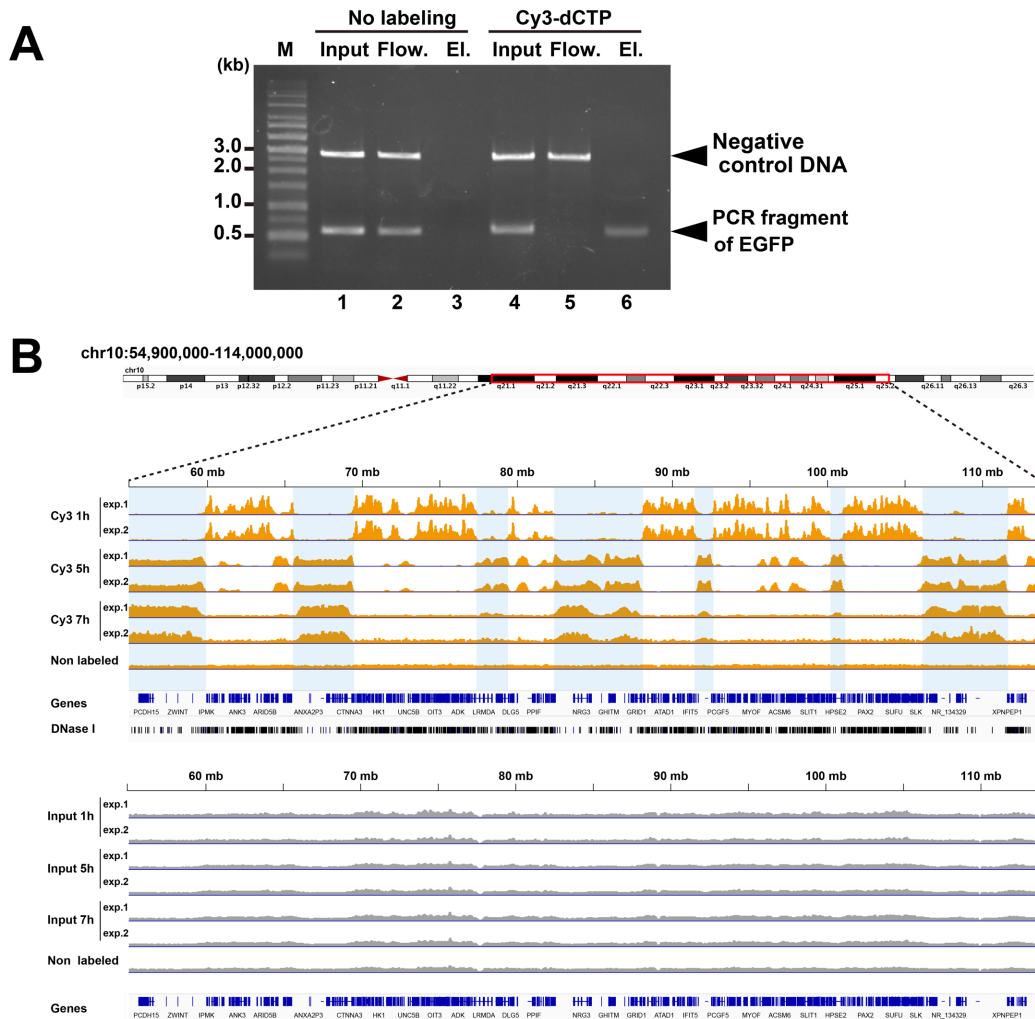 A
No labeling
Cy3-dCTP
M
Input
Flow.
El.
Input
Flow.
El.
(kb)
3.0
2.0
1.0
0.5
Negative
control DNA
PCR fragment
of EGFP
1
2
3
4
5
6
B
chr10:54,900,000-114,000,000
chr10
p15.2 p14 p13 p12.32 p12.2 p11.23 p11.21 q11.1 q11.22 q21.1 q21.2 q21.3 q22.1 q22.3 q23.1 q23.2 q24.1 q24.31 q25.1 q25.2 q26.11 q26.13 q26.3
60 mb 70 mb 80 mb 90 mb 100 mb 110 mb
Cy3 1h
exp.1
exp.2
Cy3 5h
exp.1
exp.2
Cy3 7h
exp.1
exp.2
Non labeled
Genes
PCDH15 ZWINT IPMK ANK3 ARID5B ANXA2P3 CTNNA3 HK1 UNC5B OIT3 ADK LRMDA DLG5 PPIF NRG3 GHITM GRID1 ATAD1 IFIT5 PCGF5 MYOF ACSM6 SLIT1 HPSE2 PAX2 SUFU SLK NR_134329 XPNPEP1
DNase I
60 mb 70 mb 80 mb 90 mb 100 mb 110 mb
Input 1h
exp.1
exp.2
Input 5h
exp.1
exp.2
Input 7h
exp.1
exp.2
Non labeled
Genes
PCDH15 ZWINT IPMK ANK3 ARID5B ANXA2P3 CTNNA3 HK1 UNC5B OIT3 ADK LRMDA DLG5 PPIF NRG3 GHITM GRID1 ATAD1 IFIT5 PCGF5 MYOF ACSM6 SLIT1 HPSE2 PAX2 SUFU SLK NR_134329 XPNPEP1